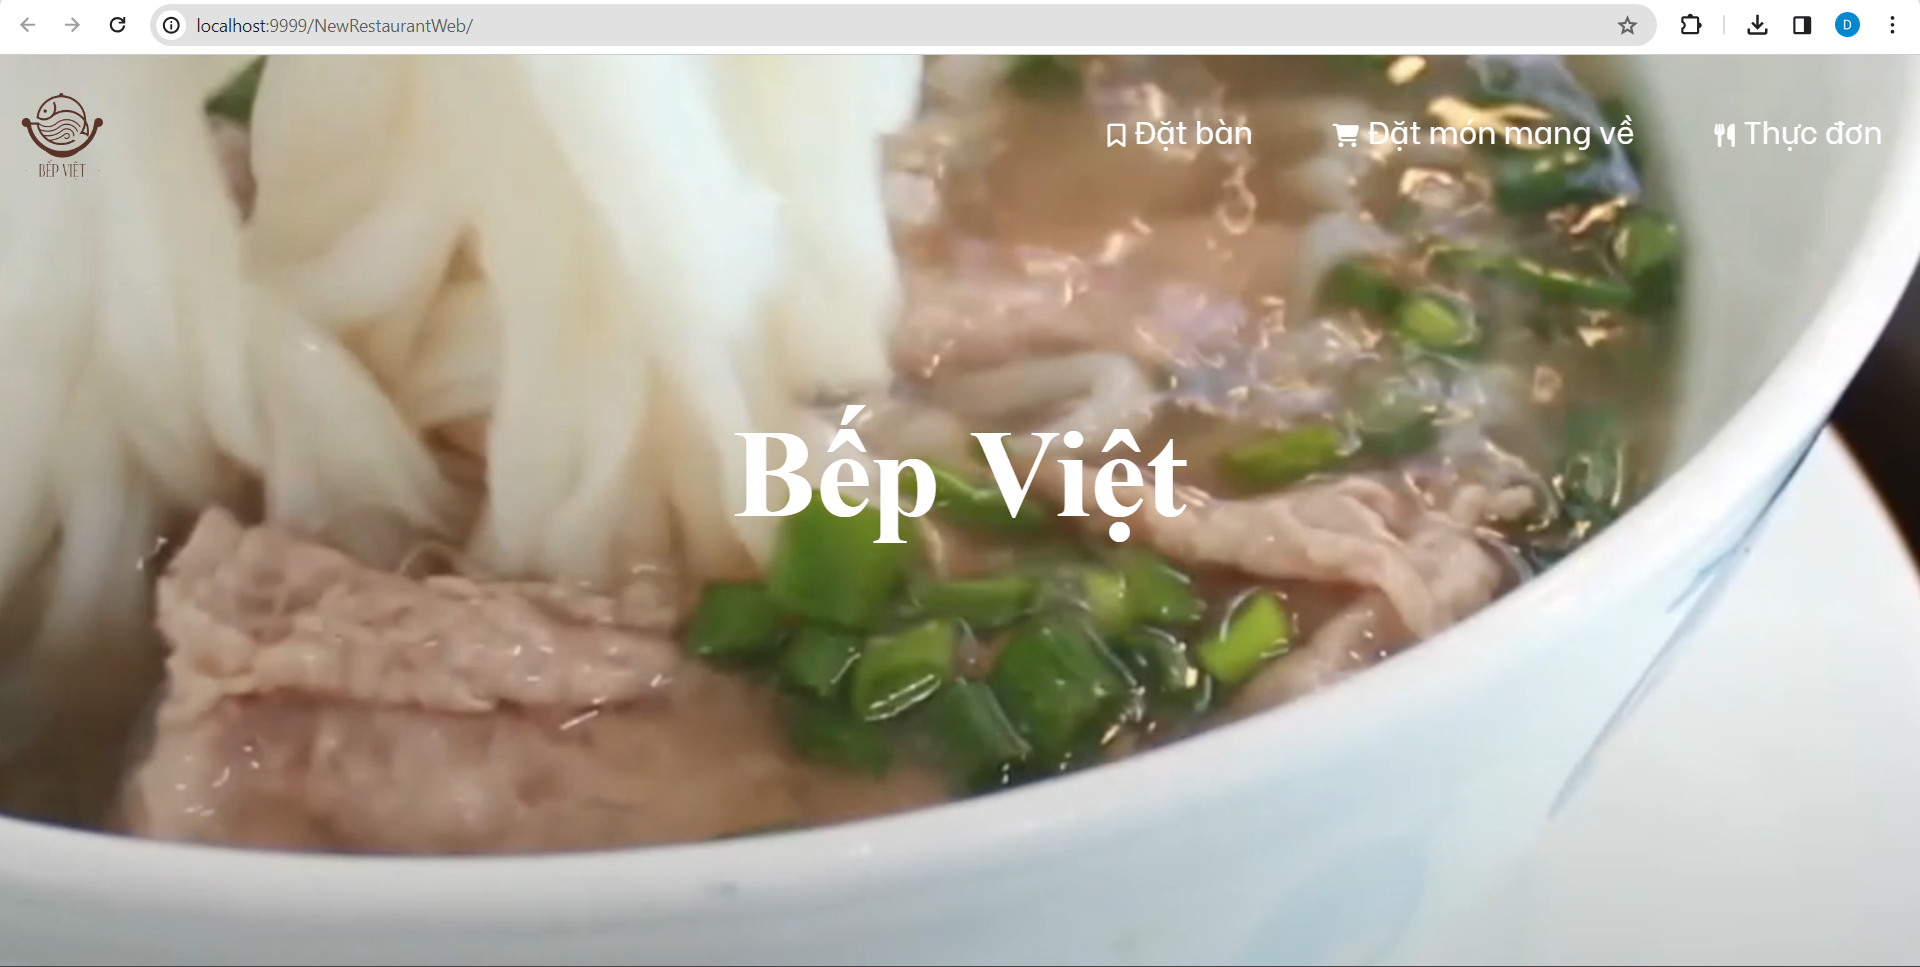 localhost:9999/NewRestaurantWeb/
D
BẾP VIỆT
Đặt bàn
Đặt món mang về
Thực đơn
Bếp Việt